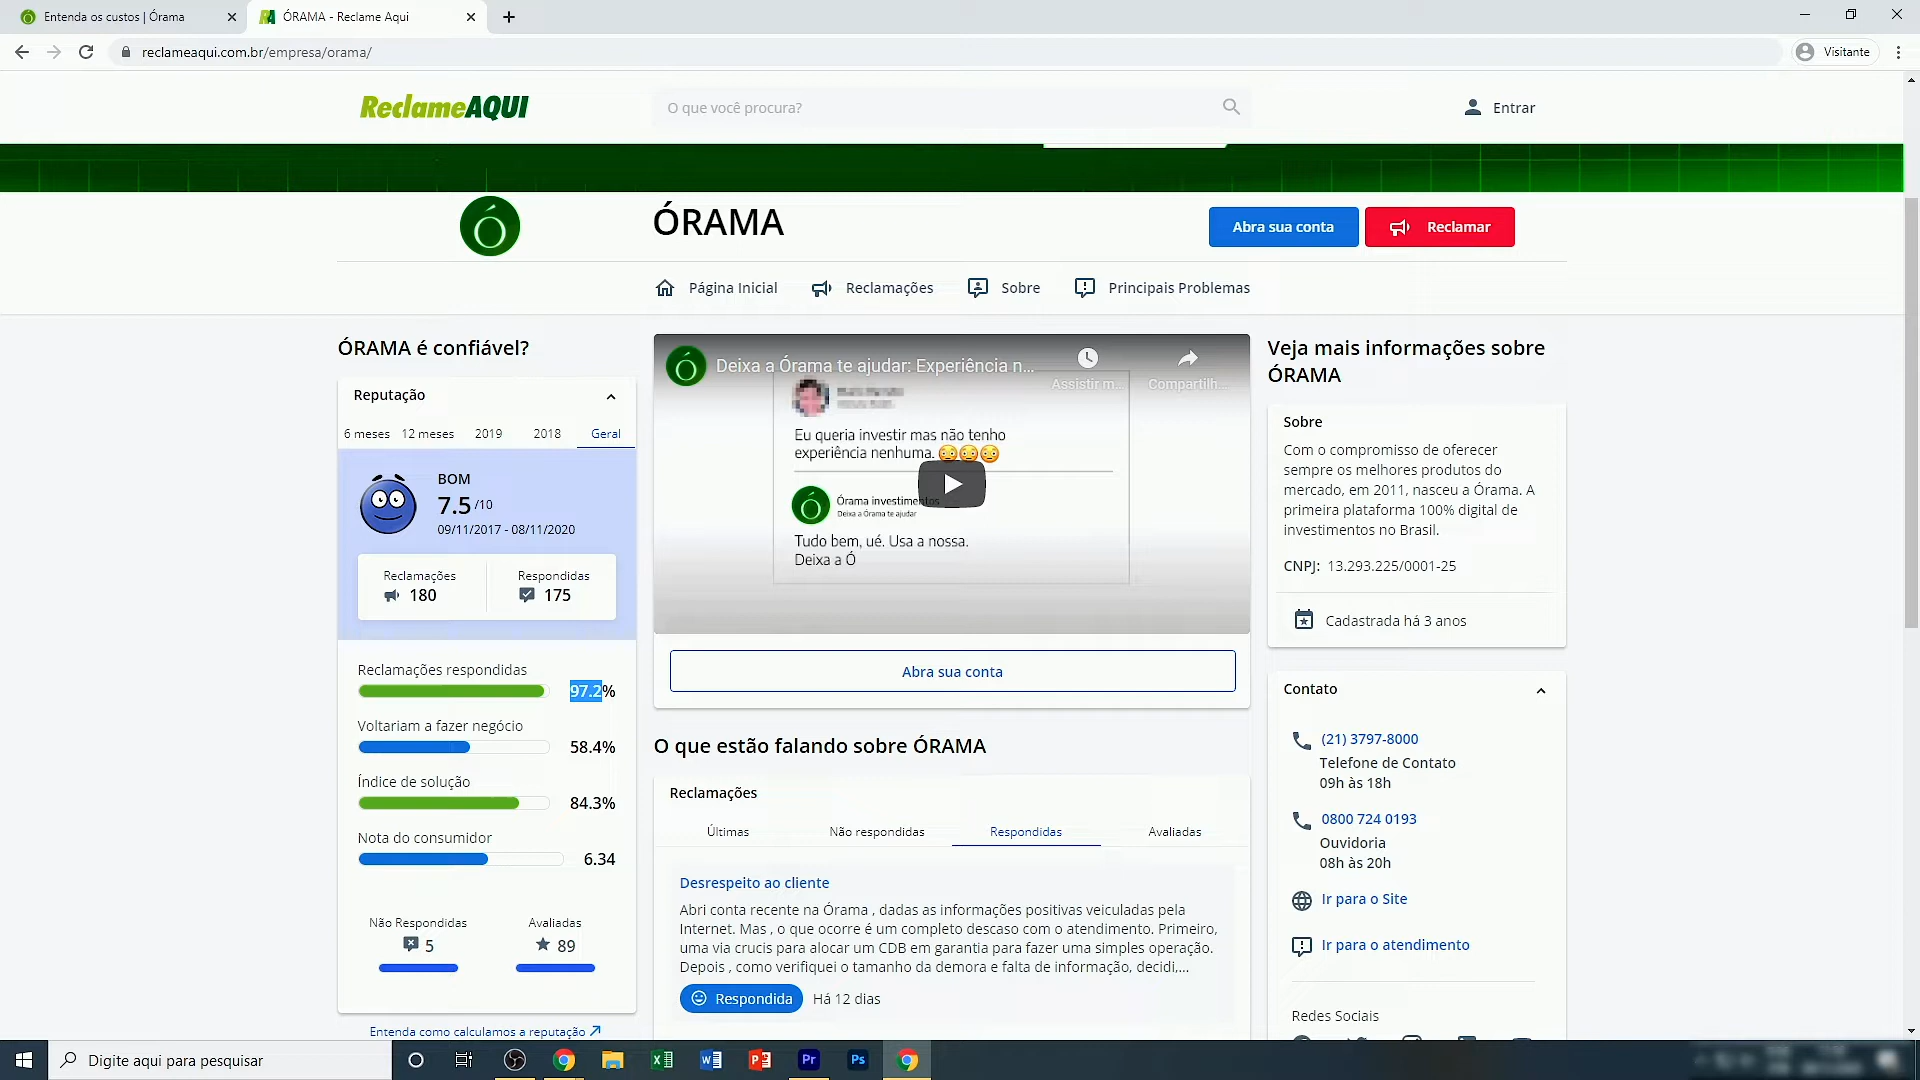 Entenda os custos | Órama
ÓRAMA - Reclame Aqui
reclameaqui.com.br/empresa/orama/
Visitante
ReclameAQUI
O que você procura?
Entrar
Ó
ÓRAMA
Abra sua conta
Reclamar
Página Inicial
Reclamações
Sobre
Principais Problemas
ÓRAMA é confiável?
Reputação
6 meses
12 meses
2019
2018
Geral
BOM
7.5 /10
09/11/2017 - 08/11/2020
Reclamações
180
Respondidas
175
Reclamações respondidas
97.2%
Voltariam a fazer negócio
58.4%
Índice de solução
84.3%
Nota do consumidor
6.34
Não Respondidas
5
Avaliadas
89
Entenda como calculamos a reputação
Ó
Deixa a Órama te ajudar: Experiência n...
Assistir m...
Compartilh...
Eu queria investir mas não tenho
experiência nenhuma. 😳😳😳
Ó
Órama investimentos
Deixa a Órama te ajudar
Tudo bem, ué. Usa a nossa.
Deixa a Ó
Abra sua conta
O que estão falando sobre ÓRAMA
Reclamações
Últimas
Não respondidas
Respondidas
Avaliadas
Desrespeito ao cliente
Abri conta recente na Órama , dadas as informações positivas veiculadas pela
Internet. Mas , o que ocorre é um completo descaso com o atendimento. Primeiro,
uma via crucis para alocar um CDB em garantia para fazer uma simples operação.
Depois , como verifiquei o tamanho da demora e falta de informação, decidi,...
Respondida
Há 12 dias
Veja mais informações sobre
ÓRAMA
Sobre
Com o compromisso de oferecer
sempre os melhores produtos do
mercado, em 2011, nasceu a Órama. A
primeira plataforma 100% digital de
investimentos no Brasil.
CNPJ: 13.293.225/0001-25
Cadastrada há 3 anos
Contato
(21) 3797-8000
Telefone de Contato
09h às 18h
0800 724 0193
Ouvidoria
08h às 20h
Ir para o Site
Ir para o atendimento
Redes Sociais
Digite aqui para pesquisar
Pr
Ps